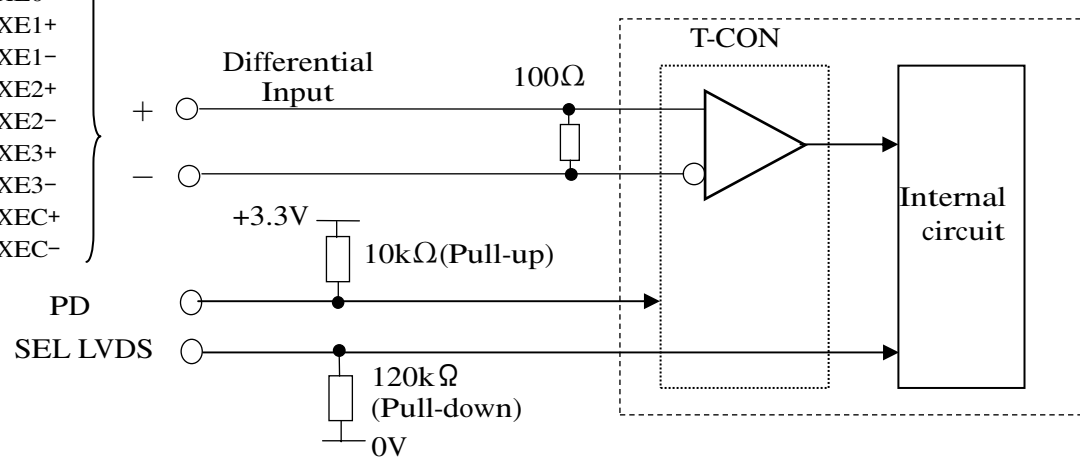 XE1+
XE1−
XE2+
XE2−
XE3+
XE3−
XEC+
XEC−
Differential
Input
+
−
100Ω
T-CON
+3.3V
10kΩ(Pull-up)
PD
SEL LVDS
120kΩ
(Pull-down)
0V
Internal
circuit